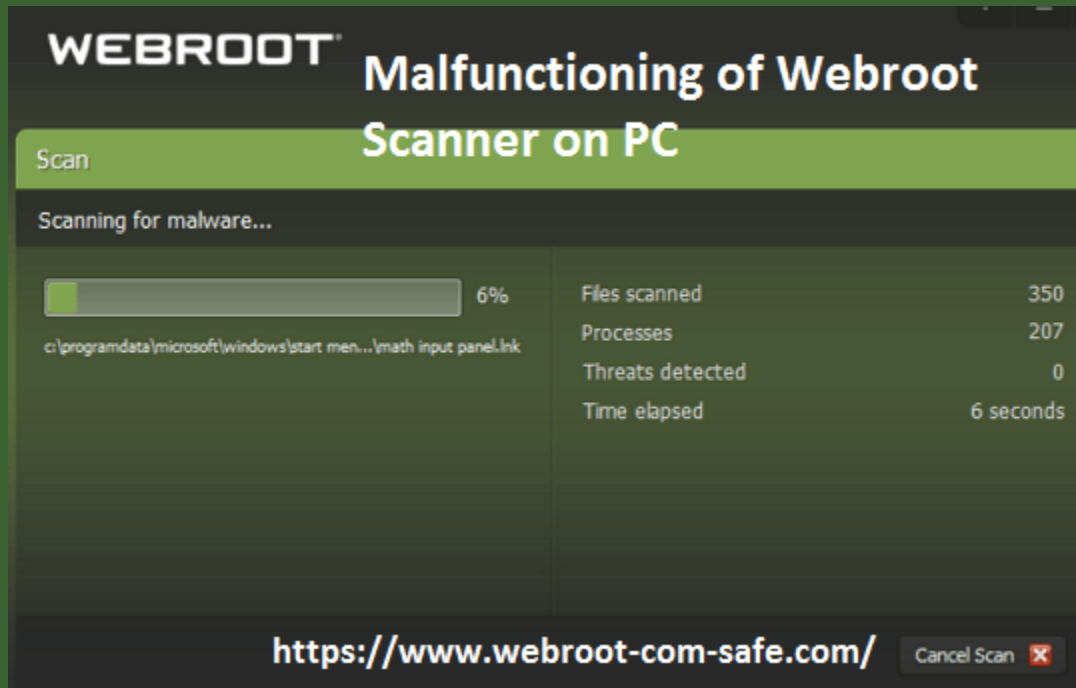 WEBROOT
Malfunctioning of Webroot
Scanner on PC
Scan
Scanning for malware...
6%
c:\programdata\microsoft\windows\start men...\math input panel.lnk
Files scanned 350
Processes 207
Threats detected 0
Time elapsed 6 seconds
https://www.webroot-com-safe.com/
Cancel Scan